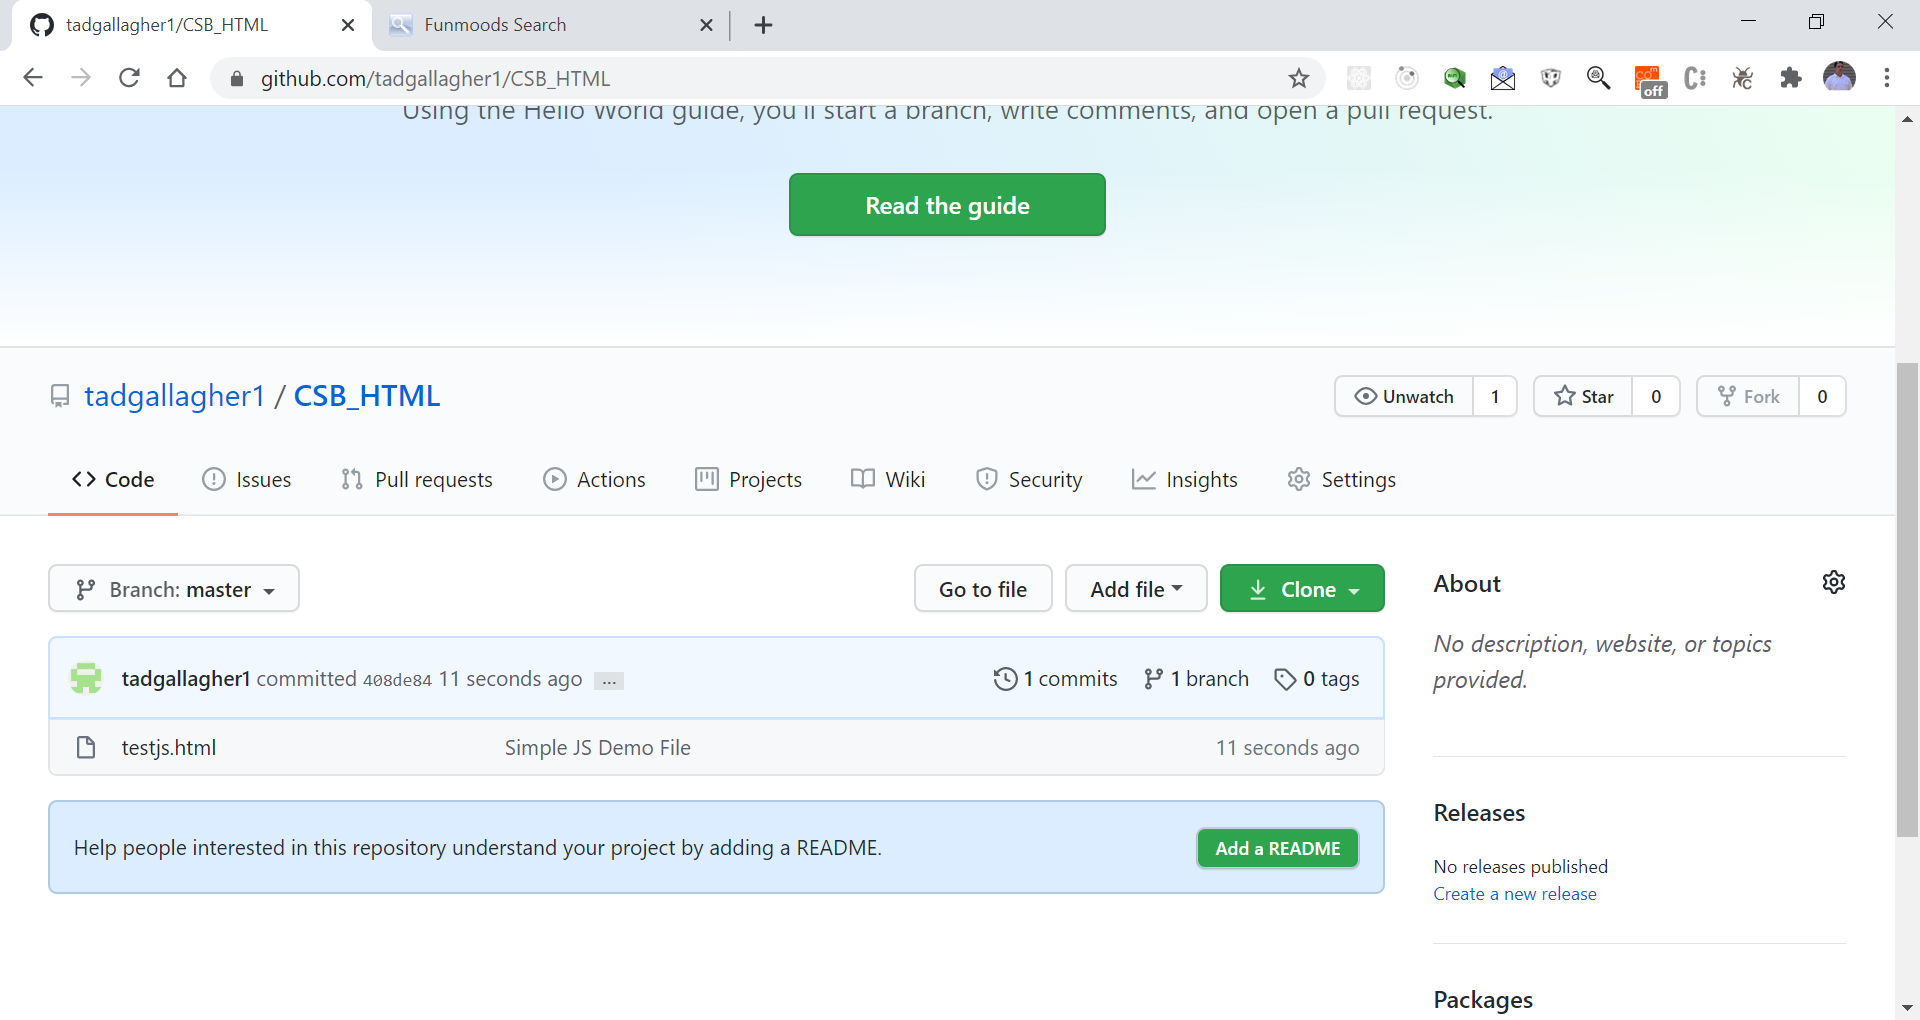 tadgallagher1/CSB_HTML
Funmoods Search
github.com/tadgallagher1/CSB_HTML
off
Using the Hello World guide, you'll start a branch, write comments, and open a pull request.
Read the guide
tadgallagher1 / CSB_HTML
Unwatch 1 Star 0 Fork 0
Code Issues Pull requests Actions Projects Wiki Security Insights Settings
Branch: master Go to file Add file Clone
tadgallagher1 committed 408de84 11 seconds ago ... 1 commits 1 branch 0 tags
testjs.html Simple JS Demo File 11 seconds ago
Help people interested in this repository understand your project by adding a README. Add a README
About
No description, website, or topics
provided.
Releases
No releases published
Create a new release
Packages